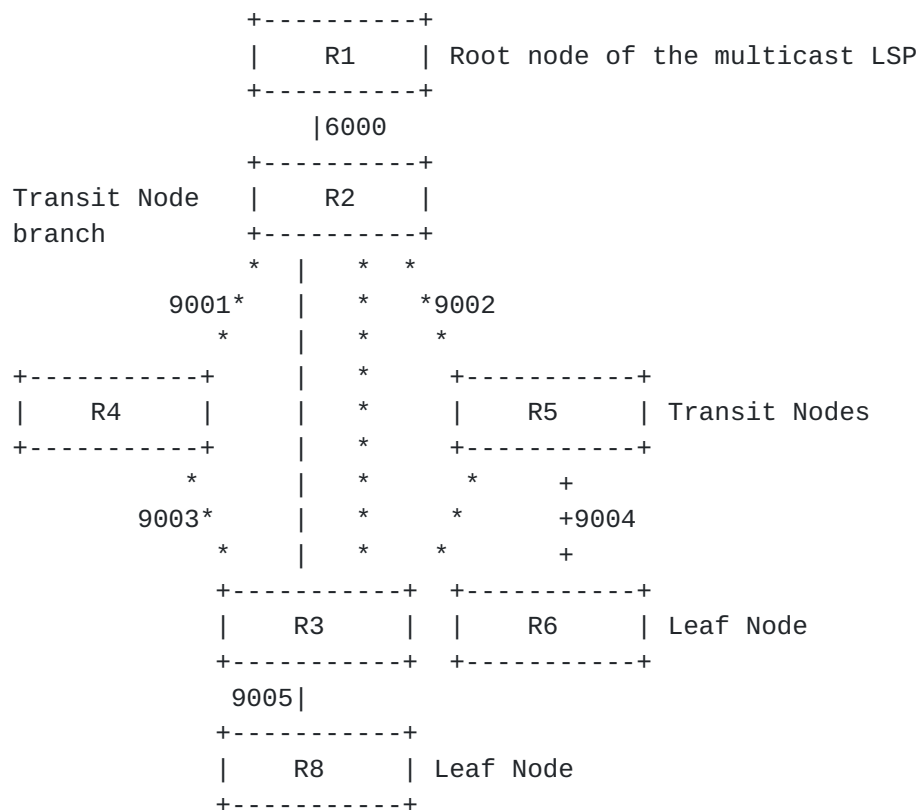 +----------+
|    R1    | Root node of the multicast LSP
+----------+
|6000
+----------+
Transit Node   |    R2    |
branch         +----------+
*  |   *  *
9001*   |   *   *9002
*    |   *    *
+-----------+     |   *     +-----------+
|    R4     |     |   *     |    R5     | Transit Nodes
+-----------+     |   *     +-----------+
*      |   *      *     +
9003*     |   *     *      +9004
*    |   *    *       +
+-----------+  +-----------+
|    R3     |  |    R6     | Leaf Node
+-----------+  +-----------+
9005|
+-----------+
|    R8     | Leaf Node
+-----------+